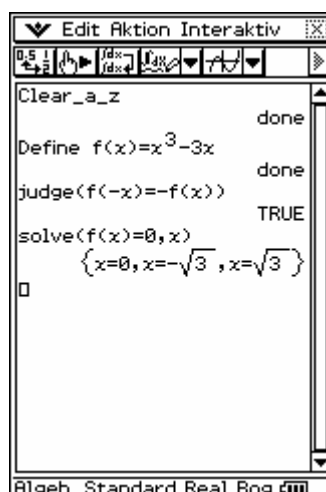 Edit Aktion Interaktiv
Clear_a_z
done
Define f(x)=x^3-3x
done
judge(f(-x)=-f(x))
TRUE
solve(f(x)=0,x)
{x=0,x=-√3,x=√3}
Algeb Standard Real Bog